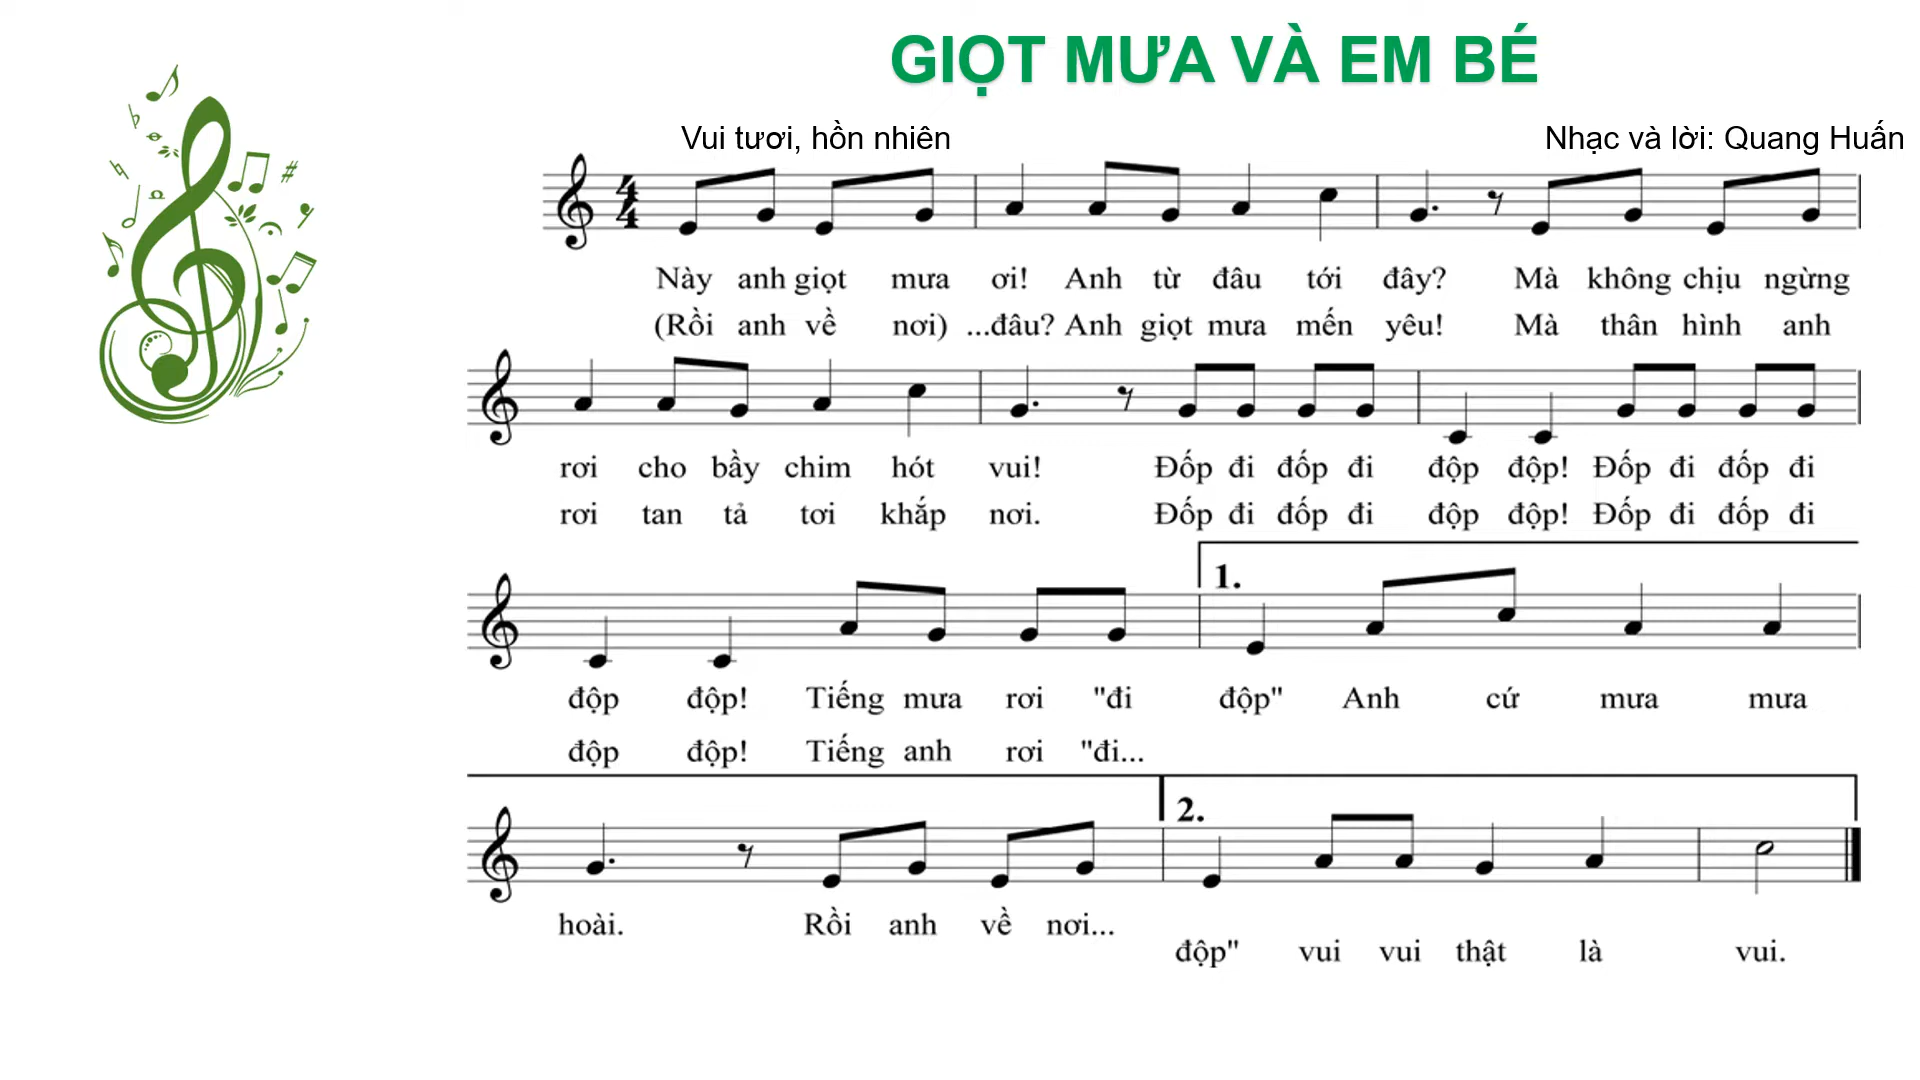 GIỌT MƯA VÀ EM BÉ
Vui tươi, hồn nhiên
Nhạc và lời: Quang Huấn
4
4
Này anh giọt mưa ơi! Anh từ đâu tới đây? Mà không chịu ngừng
(Rồi anh về nơi) ...đâu? Anh giọt mưa mến yêu! Mà thân hình anh
rơi cho bầy chim hót vui! Đốp đi đốp đi độp độp! Đốp đi đốp đi
rơi tan tả tơi khắp nơi. Đốp đi đốp đi độp độp! Đốp đi đốp đi
1.
độp độp! Tiếng mưa rơi "đi độp" Anh cứ mưa mưa
độp độp! Tiếng anh rơi "đi...
2.
hoài. Rồi anh về nơi...
độp" vui vui thật là vui.